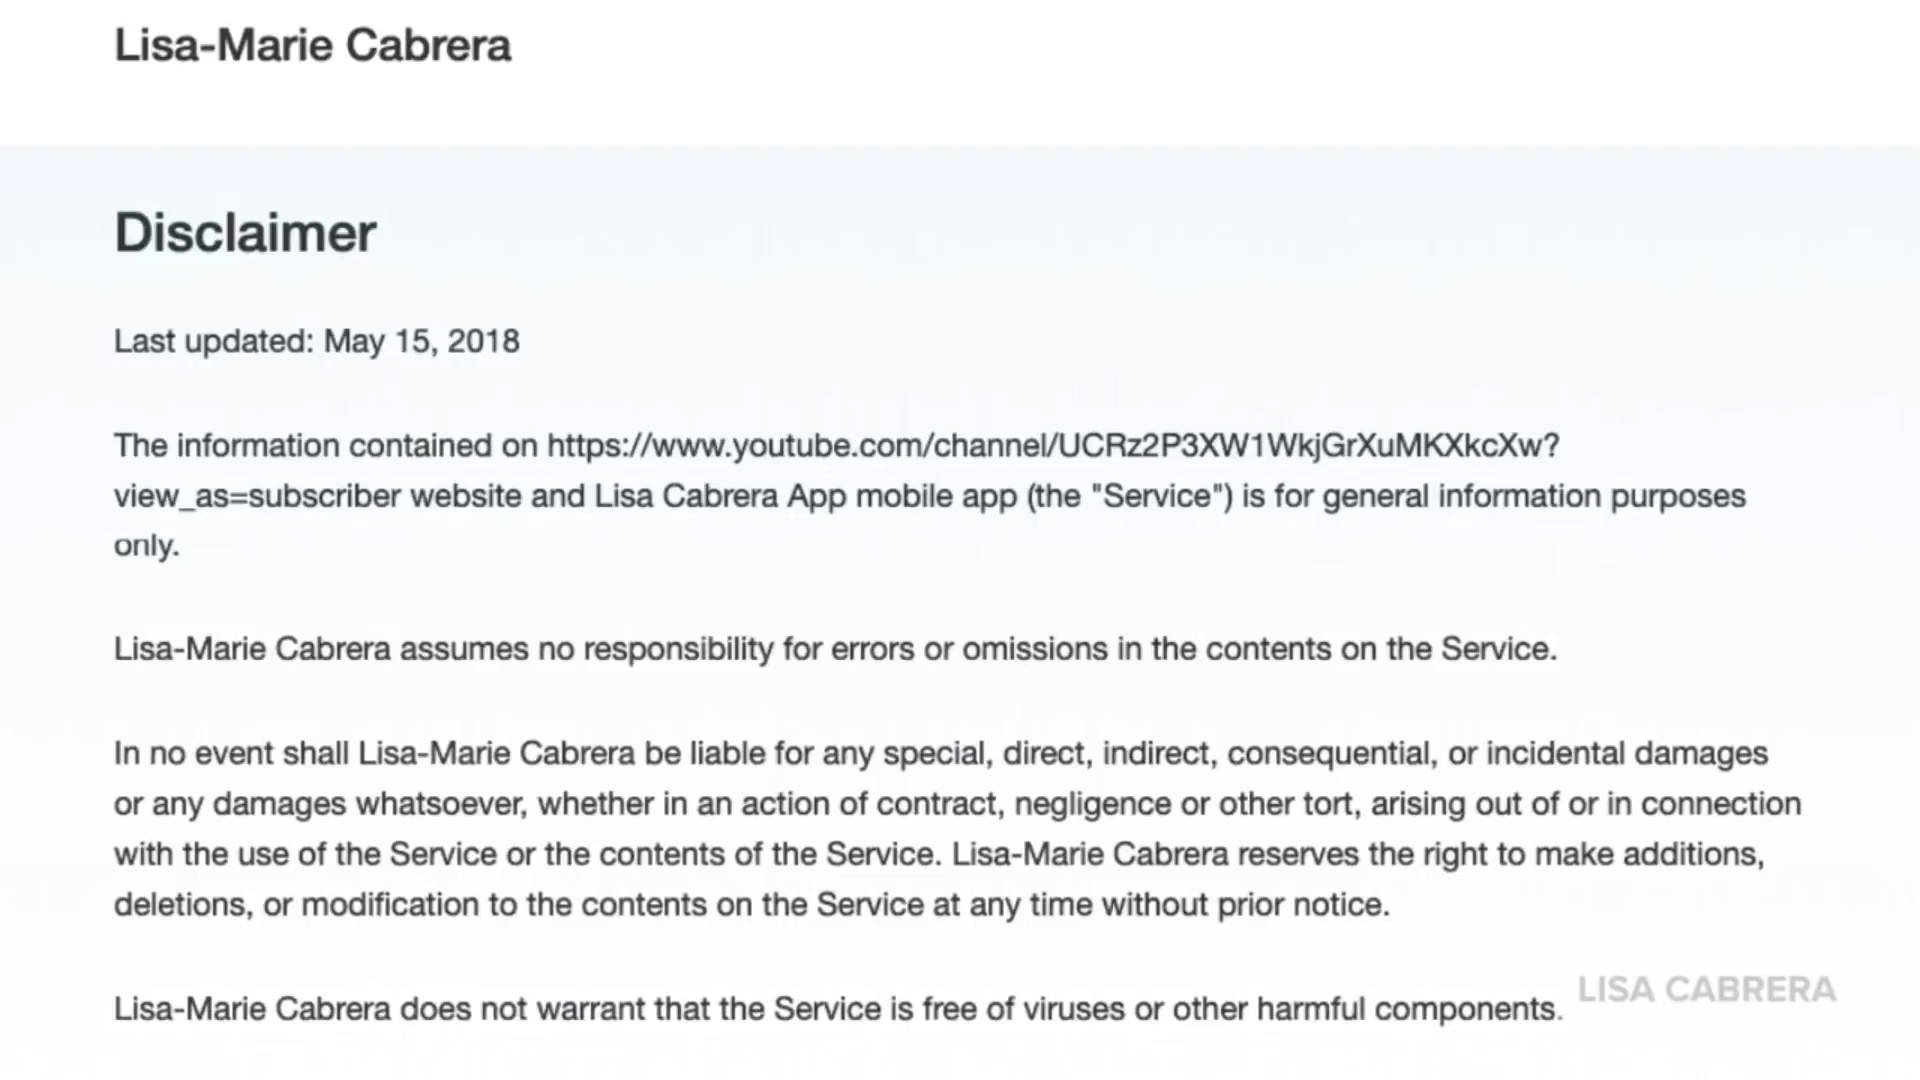 Lisa-Marie Cabrera
Disclaimer
Last updated: May 15, 2018
The information contained on https://www.youtube.com/channel/UCRz2P3XW1WkjGrXuMKXkcXw?
view_as=subscriber website and Lisa Cabrera App mobile app (the "Service") is for general information purposes
only.
Lisa-Marie Cabrera assumes no responsibility for errors or omissions in the contents on the Service.
In no event shall Lisa-Marie Cabrera be liable for any special, direct, indirect, consequential, or incidental damages
or any damages whatsoever, whether in an action of contract, negligence or other tort, arising out of or in connection
with the use of the Service or the contents of the Service. Lisa-Marie Cabrera reserves the right to make additions,
deletions, or modification to the contents on the Service at any time without prior notice.
Lisa-Marie Cabrera does not warrant that the Service is free of viruses or other harmful components.
LISA CABRERA